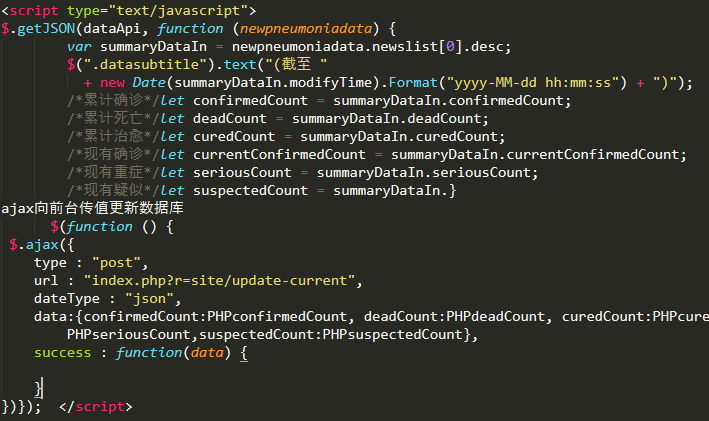 <script type="text/javascript">
$.getJSON(dataApi, function (newpneumoniadata) {
var summaryDataIn = newpneumoniadata.newslist[0].desc;
$(".datasubtitle").text("(截至 "
+ new Date(summaryDataIn.modifyTime).Format("yyyy-MM-dd hh:mm:ss") + ")");
/*累计确诊*/let confirmedCount = summaryDataIn.confirmedCount;
/*累计死亡*/let deadCount = summaryDataIn.deadCount;
/*累计治愈*/let curedCount = summaryDataIn.curedCount;
/*现有确诊*/let currentConfirmedCount = summaryDataIn.currentConfirmedCount;
/*现有重症*/let seriousCount = summaryDataIn.seriousCount;
/*现有疑似*/let suspectedCount = summaryDataIn.}
ajax向前台传值更新数据库
$(function () {
$.ajax({
type : "post",
url : "index.php?r=site/update-current",
dateType : "json",
data:{confirmedCount:PHPconfirmedCount, deadCount:PHPdeadCount, curedCount:PHPcure
PHPseriousCount,suspectedCount:PHPsuspectedCount},
success : function(data) {
}
})}); </script>